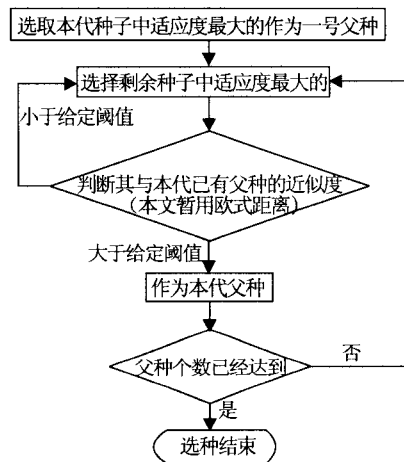 选取本代种子中适应度最大的作为一号父种
选择剩余种子中适应度最大的
小于给定阈值
判断其与本代已有父种的近似度
（本文暂用欧式距离）
大于给定阈值
作为本代父种
父种个数已经达到
否
是
选种结束